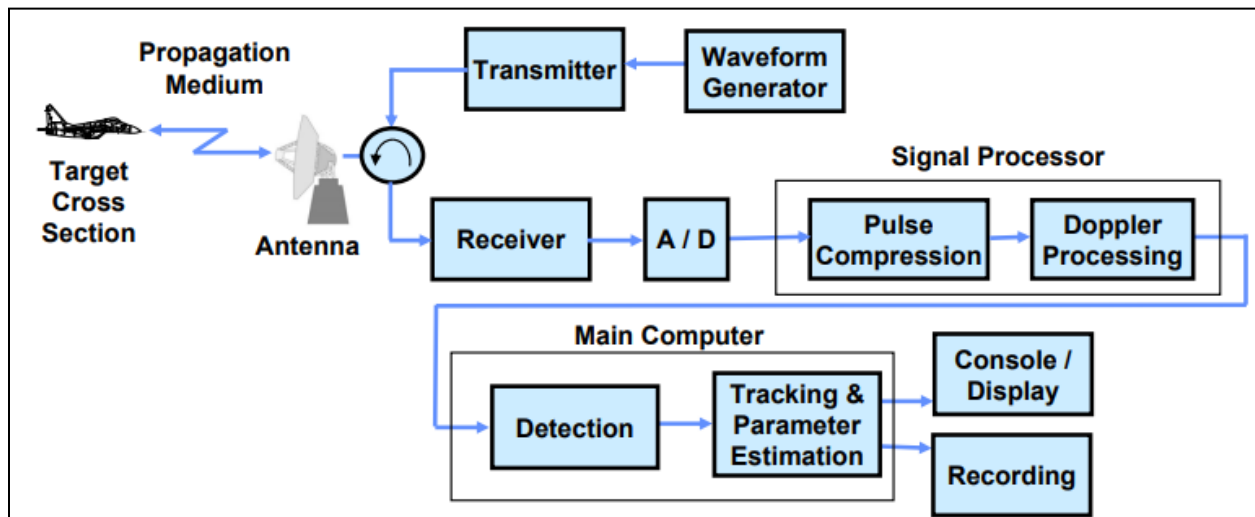 Propagation
Medium
Transmitter
Waveform
Generator
Target
Cross
Section
Antenna
Signal Processor
Receiver
A / D
Pulse
Compression
Doppler
Processing
Main Computer
Detection
Tracking &
Parameter
Estimation
Console /
Display
Recording